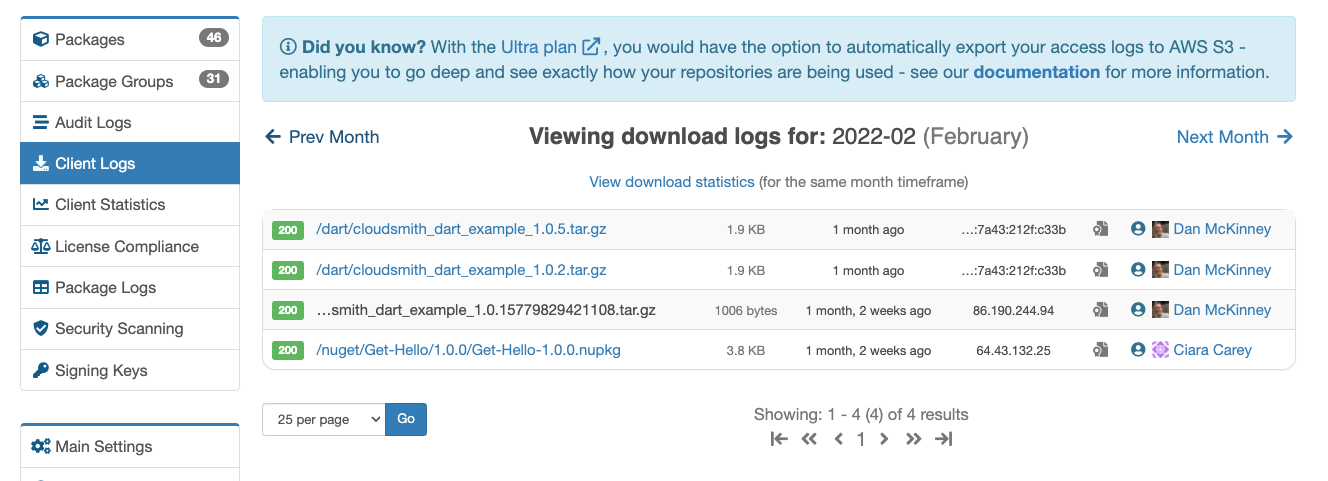 Packages 46
Package Groups 31
Audit Logs
Client Logs
Client Statistics
License Compliance
Package Logs
Security Scanning
Signing Keys
Main Settings
Did you know? With the Ultra plan , you would have the option to automatically export your access logs to AWS S3 -
enabling you to go deep and see exactly how your repositories are being used - see our documentation for more information.
Prev Month Viewing download logs for: 2022-02 (February) Next Month
View download statistics (for the same month timeframe)
200 /dart/cloudsmith_dart_example_1.0.5.tar.gz 1.9 KB 1 month ago ...:7a43:212f:c33b Dan McKinney
200 /dart/cloudsmith_dart_example_1.0.2.tar.gz 1.9 KB 1 month ago ...:7a43:212f:c33b Dan McKinney
200 ...smith_dart_example_1.0.15779829421108.tar.gz 1006 bytes 1 month, 2 weeks ago 86.190.244.94 Dan McKinney
200 /nuget/Get-Hello/1.0.0/Get-Hello-1.0.0.nupkg 3.8 KB 1 month, 2 weeks ago 64.43.132.25 Ciara Carey
25 per page Go Showing: 1 - 4 (4) of 4 results
1